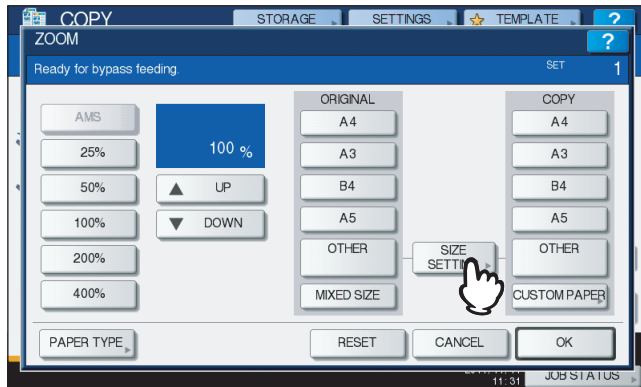 COPY STORAGE SETTINGS TEMPLATE ?
ZOOM ?
Ready for bypass feeding. SET 1
ORIGINAL COPY
AMS A4 A4
25% 100 % A3 A3
50% UP B4 B4
100% DOWN A5 A5
200% OTHER SIZE OTHER
400% MIXED SIZE CUSTOM PAPER
PAPER TYPE RESET CANCEL OK
11:31 JOB STATUS